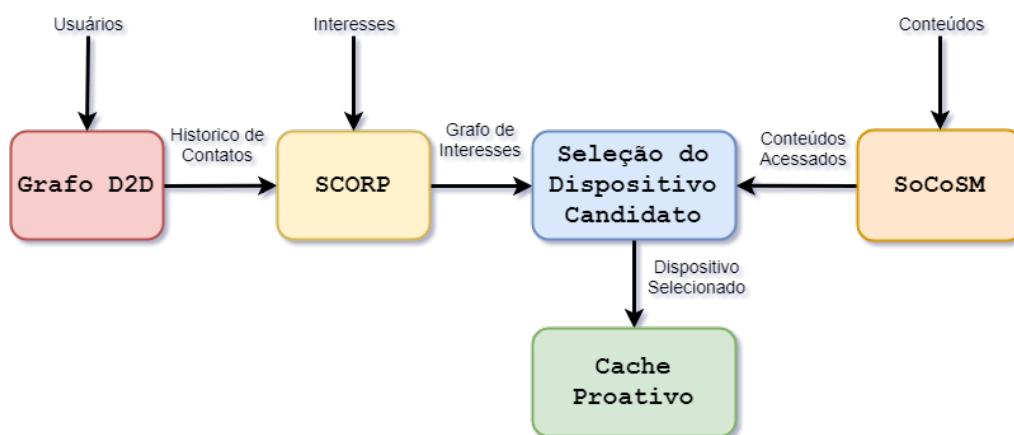 Usuários
Interesses
Conteúdos
Historico de
Contatos
Grafo de
Interesses
Conteúdos
Acessados
Grafo D2D
SCORP
Seleção do
Dispositivo
Candidato
SoCoSM
Dispositivo
Selecionado
Cache
Proativo